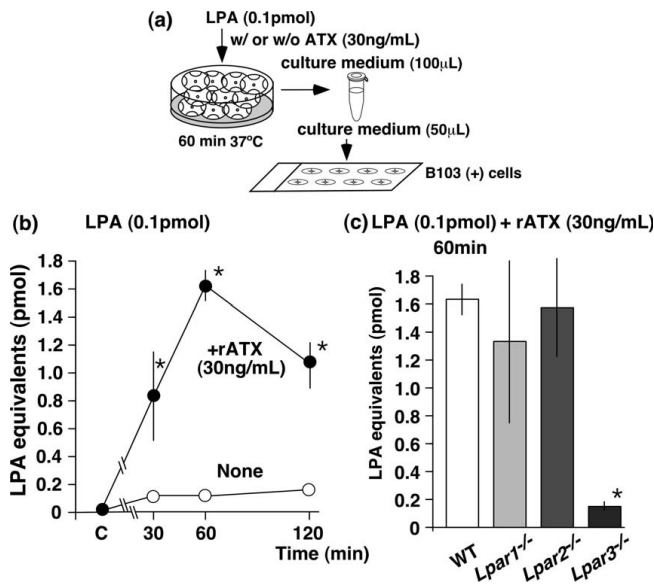 (a)
LPA (0.1pmol)
w/ or w/o ATX (30ng/mL)
culture medium (100µL)
60 min 37ºC
culture medium (50µL)
B103 (+) cells
(b) LPA (0.1pmol)
LPA equivalents (pmol)
1.8
1.6
1.4
1.2
1.0
0.8
0.6
0.4
0.2
0
*
*
*
+rATX
(30ng/mL)
None
C 30 60 120
Time (min)
(c) LPA (0.1pmol) + rATX (30ng/mL)
60min
LPA equivalents (pmol)
1.8
1.6
1.4
1.2
1.0
0.8
0.6
0.4
0.2
0
*
WT
Lpar1-/-
Lpar2-/-
Lpar3-/-